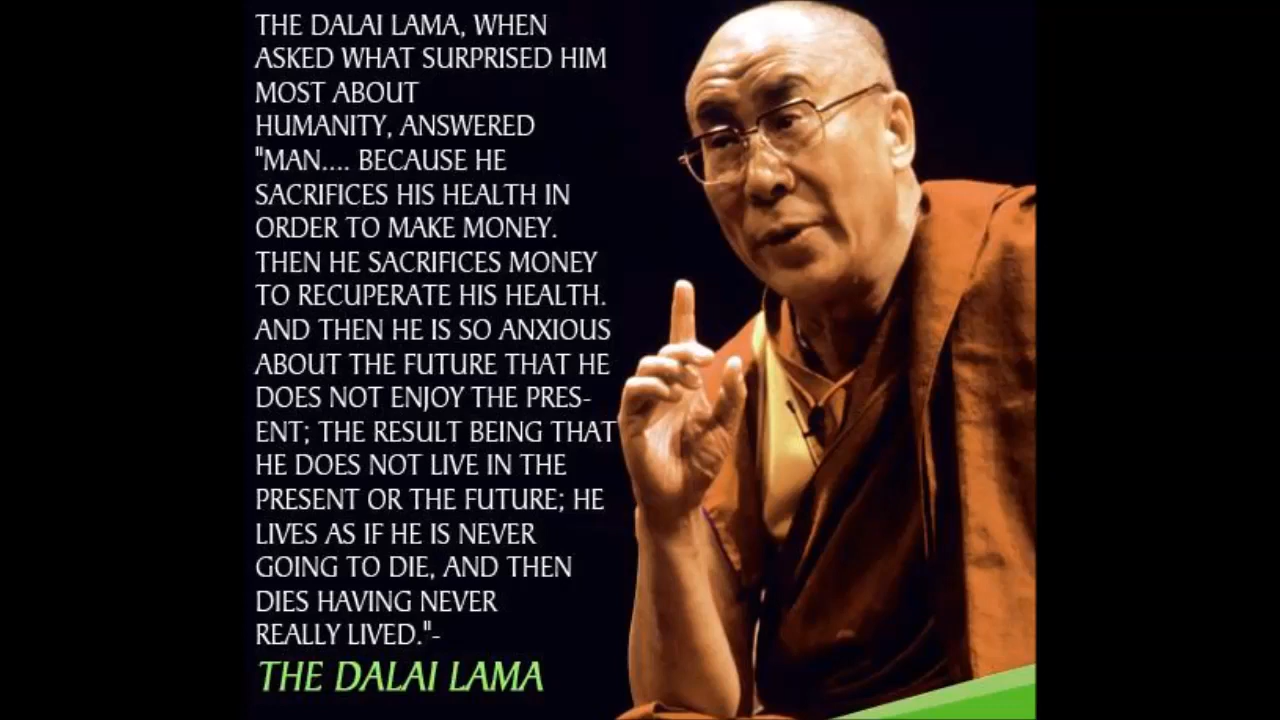 THE DALAI LAMA, WHEN
ASKED WHAT SURPRISED HIM
MOST ABOUT
HUMANITY, ANSWERED
"MAN.... BECAUSE HE
SACRIFICES HIS HEALTH IN
ORDER TO MAKE MONEY.
THEN HE SACRIFICES MONEY
TO RECUPERATE HIS HEALTH.
AND THEN HE IS SO ANXIOUS
ABOUT THE FUTURE THAT HE
DOES NOT ENJOY THE PRES-
ENT; THE RESULT BEING THAT
HE DOES NOT LIVE IN THE
PRESENT OR THE FUTURE; HE
LIVES AS IF HE IS NEVER
GOING TO DIE, AND THEN
DIES HAVING NEVER
REALLY LIVED."-
THE DALAI LAMA